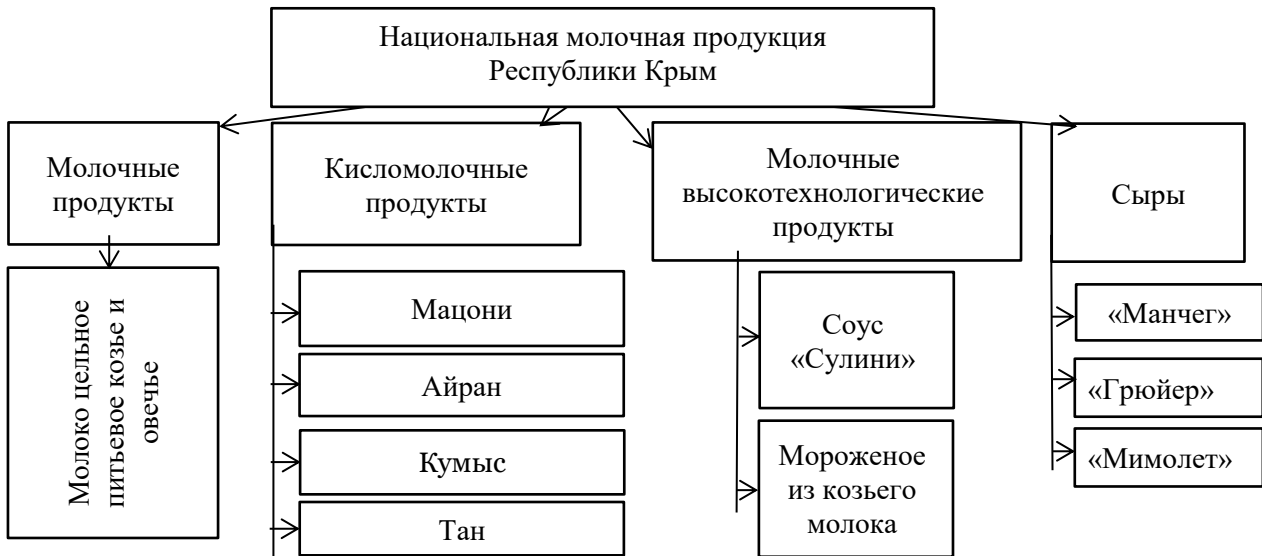 Национальная молочная продукция
Республики Крым
Молочные
продукты
Кисломолочные
продукты
Молочные
высокотехнологические
продукты
Сыры
Молоко цельное
питьевое козье и
овечье
Мацони
Айран
Кумыс
Тан
Соус
«Сулини»
Мороженое
из козьего
молока
«Манчег»
«Грюйер»
«Мимолет»